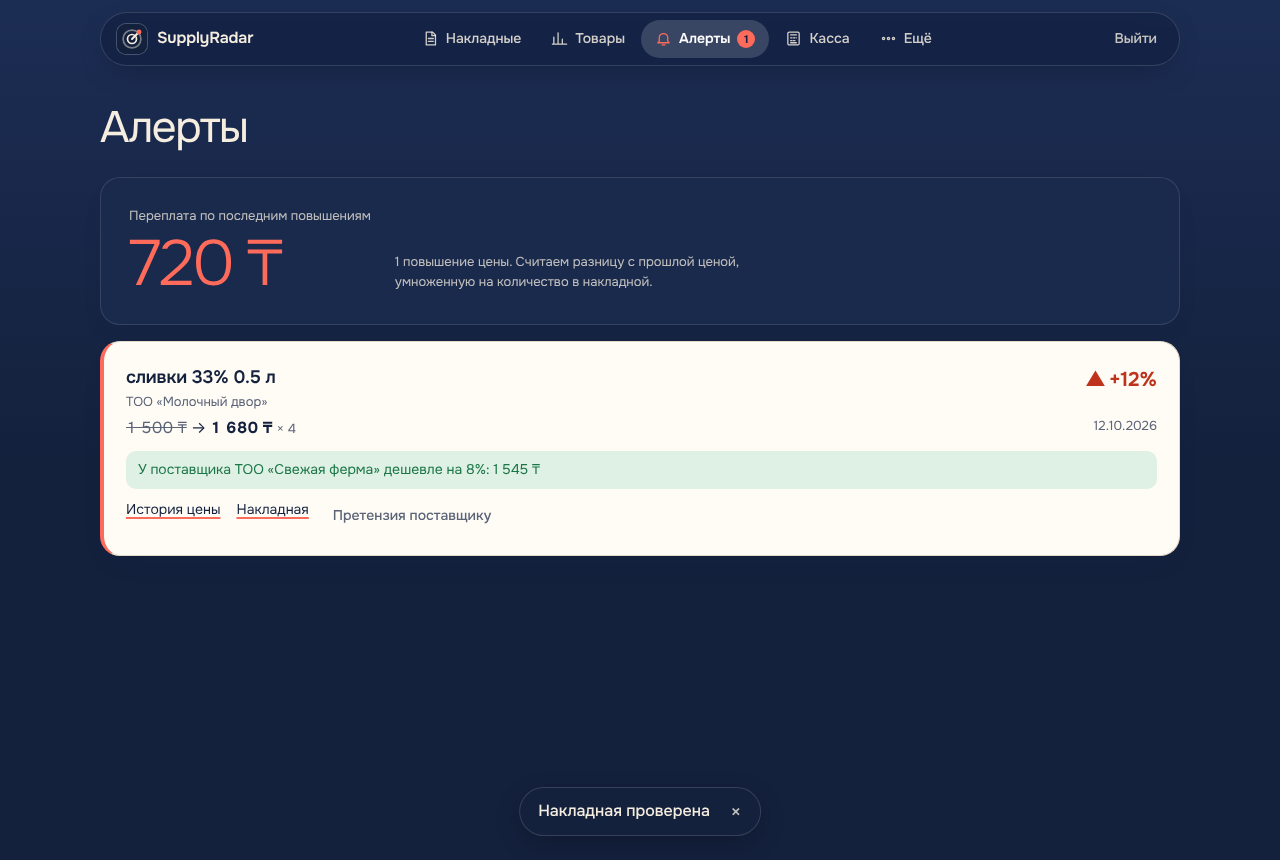 SupplyRadar
Накладные
Товары
Алерты 1
Касса
Ещё
Выйти
Алерты
Переплата по последним повышениям
720 ₸
1 повышение цены. Считаем разницу с прошлой ценой,
умноженную на количество в накладной.
сливки 33% 0.5 л
▲ +12%
ТОО «Молочный двор»
1 500 ₸ → 1 680 ₸ × 4
12.10.2026
У поставщика ТОО «Свежая ферма» дешевле на 8%: 1 545 ₸
История цены
Накладная
Претензия поставщику
Накладная проверена ×